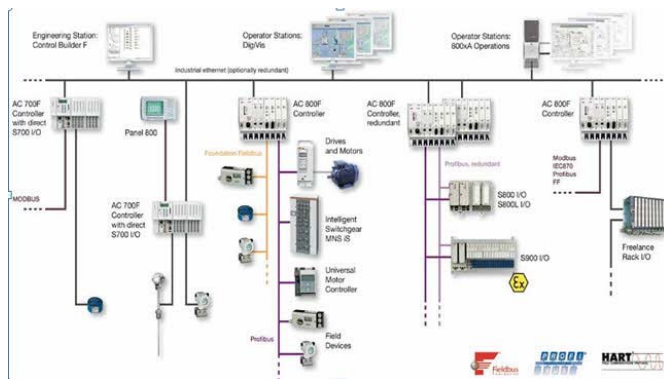 Engineering Station:
Control Builder F
Operator Stations:
DigiVis
Operator Stations:
800xA Operations
Industrial ethernet (optionally redundant)
AC 700F
Controller
with direct
S700 I/O
Panel 800
AC 800F
Controller
AC 800F
Controller,
redundant
AC 800F
Controller
Foundation Fieldbus
Drives
and Motors
Profibus, redundant
Modbus
IEC870
Profibus
FF
MODBUS
AC 700F
Controller
with direct
S700 I/O
S800 I/O
S800L I/O
Intelligent
Switchgear
MNS iS
S900 I/O
Freelance
Rack I/O
Ex
Universal
Motor
Controller
Profibus
Field
Devices
Fieldbus
PROFI
BUS
HART